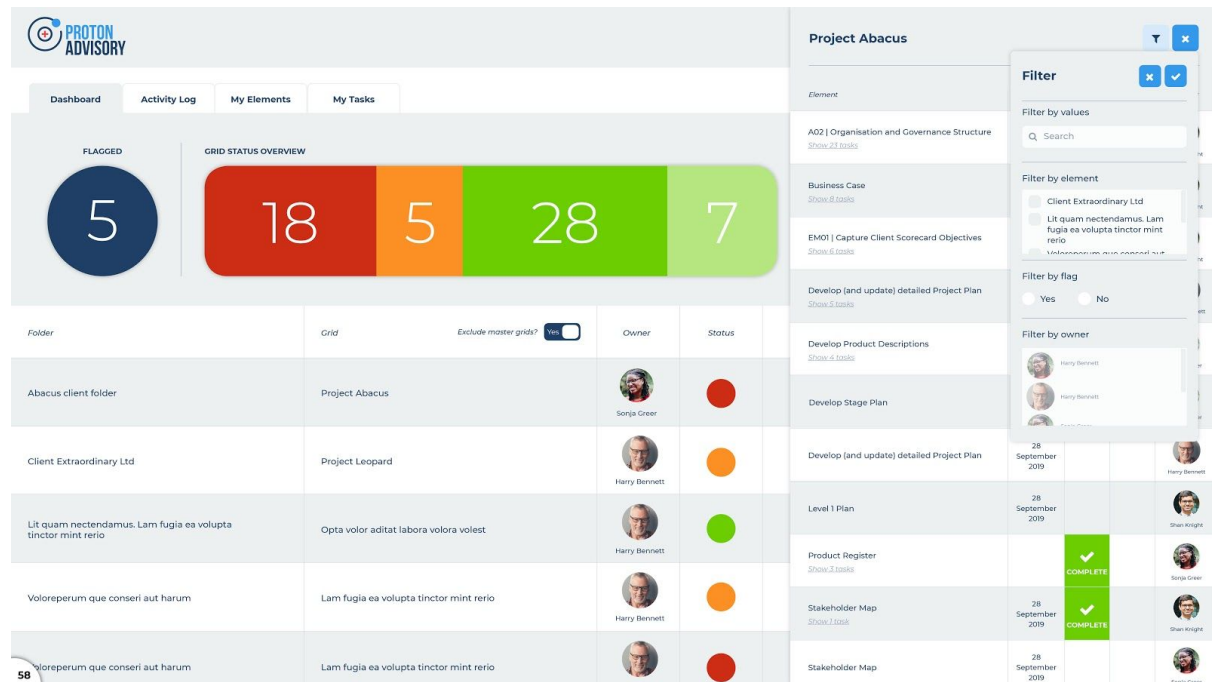 PROTON
ADVISORY
Dashboard
Activity Log
My Elements
My Tasks
FLAGGED
5
GRID STATUS OVERVIEW
18
5
28
7
Folder
Grid
Exclude master grids?
Yes
Owner
Status
Abacus client folder
Project Abacus
Sonja Greer
Client Extraordinary Ltd
Project Leopard
Harry Bennett
Lit quam nectendamus. Lam fugia ea volupta
tinctor mint rerio
Opta volor aditat labora volora volest
Harry Bennett
Voloreperum que conseri aut harum
Lam fugia ea volupta tinctor mint rerio
Harry Bennett
oloreperum que conseri aut harum
Lam fugia ea volupta tinctor mint rerio
58
Project Abacus
Element
A02 | Organisation and Governance Structure
Show 23 tasks
Business Case
Show 8 tasks
EM01 | Capture Client Scorecard Objectives
Show 6 tasks
Develop (and update) detailed Project Plan
Show 5 tasks
Develop Product Descriptions
Show 4 tasks
Develop Stage Plan
Develop (and update) detailed Project Plan
28
September
2019
Harry Bennett
Level 1 Plan
28
September
2019
Shan Knight
Product Register
Show 3 tasks
COMPLETE
Sonja Greer
Stakeholder Map
Show 1 task
28
September
2019
COMPLETE
Shan Knight
Stakeholder Map
28
September
2019
Filter
Filter by values
Search
Filter by element
Client Extraordinary Ltd
Lit quam nectendamus. Lam
fugia ea volupta tinctor mint
rerio
Voloreperum que conseri aut
Filter by flag
Yes
No
Filter by owner
Harry Bennett
Harry Bennett